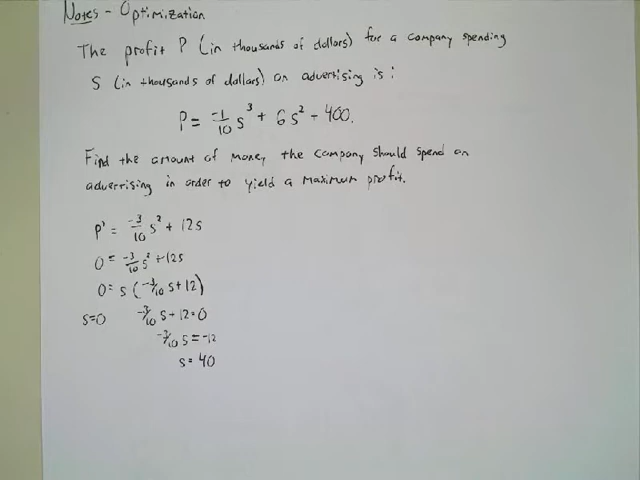 Notes - Optimization
The profit P (in thousands of dollars) for a company spending
S (in thousands of dollars) on advertising is:
P = -1/10 s³ + 6s² - 400.
Find the amount of money the company should spend on
advertising in order to yield a maximum profit.
P' = -3/10 s² + 12s
0 = -3/10 s² + 12s
0 = s (-3/10 s + 12)
s=0 -3/10 s + 12 = 0
-3/10 s = -12
s = 40